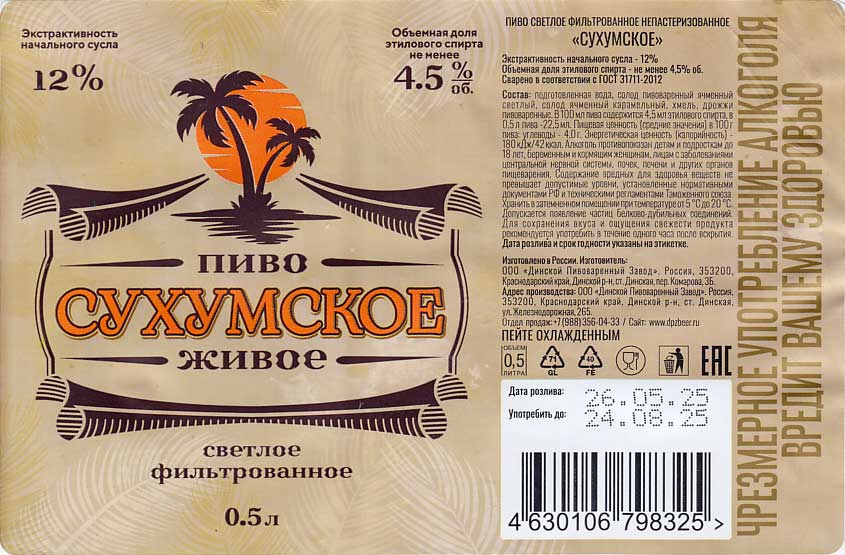 Экстрактивность
начального сусла
12%
Объемная доля
этилового спирта
не менее
4.5 % об.
ПИВО
СУХУМСКОЕ
ЖИВОЕ
светлое
фильтрованное
0.5 л
ПИВО СВЕТЛОЕ ФИЛЬТРОВАННОЕ НЕПАСТЕРИЗОВАННОЕ
«СУХУМСКОЕ»
Экстрактивность начального сусла - 12%
Объемная доля этилового спирта - не менее 4,5% об.
Сварено в соответствии с ГОСТ 31711-2012
Состав: подготовленная вода, солод пивоваренный ячменный
светлый, солод ячменный карамельный, хмель, дрожжи
пивоваренные. В 100 мл пива содержится 4,5 мл этилового спирта, в
0,5 л пива -22,5мл. Пищевая ценность (средние значения) в 100 г
пива: углеводы - 4,0 г. Энергетическая ценность (калорийность) -
180 кДж/42 ккал. Алкоголь противопоказан детям и подросткам до
18 лет, беременным и кормящим женщинам, лицам с заболеваниями
центральной нервной системы, почек, печени и других органов
пищеварения. Содержание вредных для здоровья веществ не
превышает допустимые уровни, установленные нормативными
документами РФ и техническими регламентами Таможенного союза.
Хранить в затемненном помещении при температуре от 5 °С до 20 °С.
Допускается появление частиц белково-дубильных соединений.
Для сохранения вкуса и ощущения свежести продукта
рекомендуется употребить в течение одного часа после вскрытия.
Дата розлива и срок годности указаны на этикетке.
Изготовлено в России. Изготовитель:
ООО «Динской Пивоваренный Завод». Россия, 353200,
Краснодарский край, Динской р-н, ст. Динская, пер. Комарова, 3Б.
Адрес производства: ООО «Динской Пивоваренный Завод». Россия,
353200, Краснодарский край, Динской р-н, ст. Динская.
ул. Железнодорожная, 265.
Отдел продаж: +7 (988) 356-04-33 / Сайт: www.dpzbeer.ru
ПЕЙТЕ ОХЛАЖДЕННЫМ
ОБЪЕМ
0,5
ЛИТРА
71
GL
40
FE
ЕАС
Дата розлива: 26.05.25
Употребить до: 24.08.25
4 630106 798325 >
ЧРЕЗМЕРНОЕ УПОТРЕБЛЕНИЕ АЛКОГОЛЯ
ВРЕДИТ ВАШЕМУ ЗДОРОВЬЮ